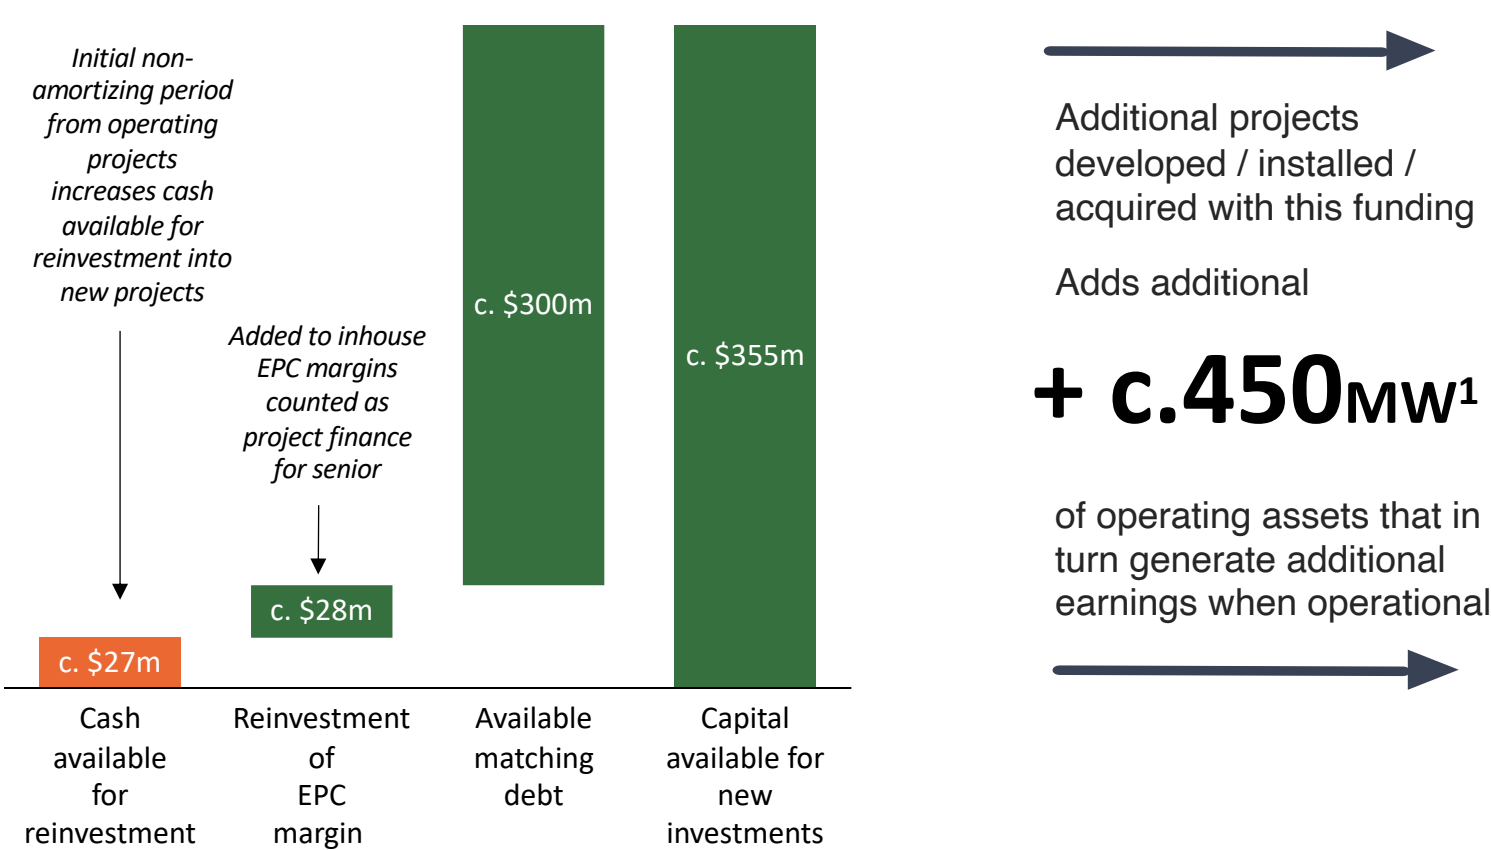 Initial non-
amortizing period
from operating
projects
increases cash
available for
reinvestment into
new projects
Added to inhouse
EPC margins
counted as
project finance
for senior
c. $27m
c. $28m
c. $300m
c. $355m
Cash
available
for
reinvestment
Reinvestment
of
EPC
margin
Available
matching
debt
Capital
available for
new
investments
Additional projects
developed / installed /
acquired with this funding
Adds additional
+ c.450MW¹
of operating assets that in
turn generate additional
earnings when operational